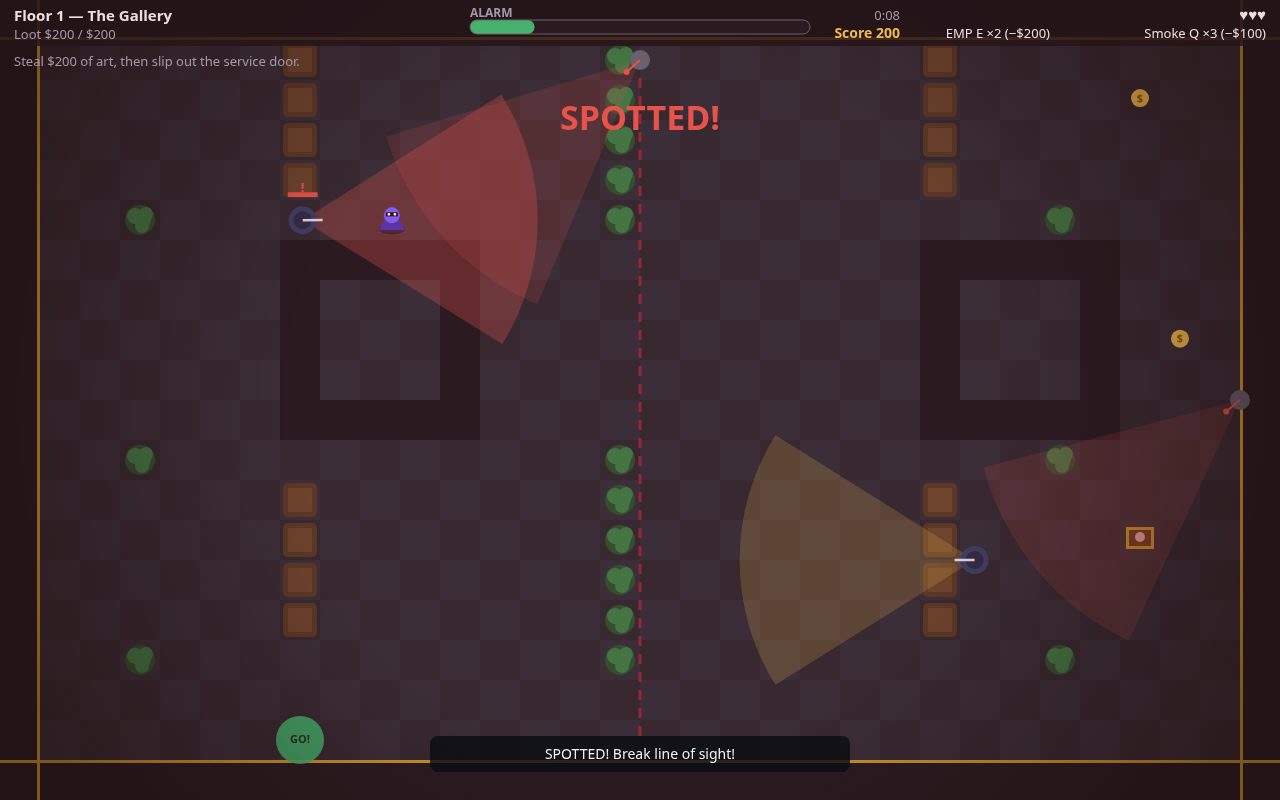 Floor 1 — The Gallery
Loot $200 / $200
ALARM
0:08
Score 200
EMP E ×2 (−$200)
♥♥♥
Smoke Q ×3 (−$100)
Steal $200 of art, then slip out the service door.
$
SPOTTED!
!
$
GO!
SPOTTED! Break line of sight!